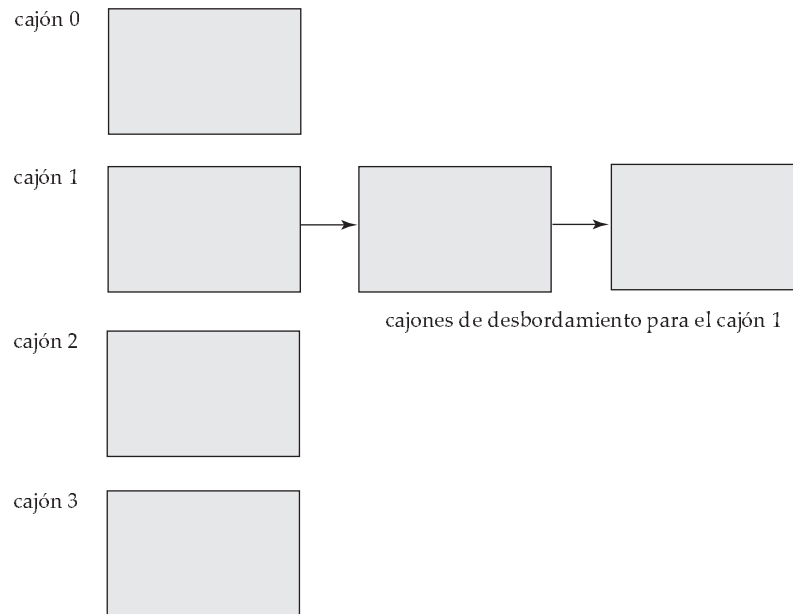 cajón 0
cajón 1
cajones de desbordamiento para el cajón 1
cajón 2
cajón 3